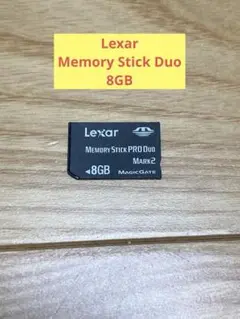 Lexar
Memory Stick Duo
8GB
Lexar
MEMORY STICK PRO DUO
MARK2
◄8GB MAGICGATE